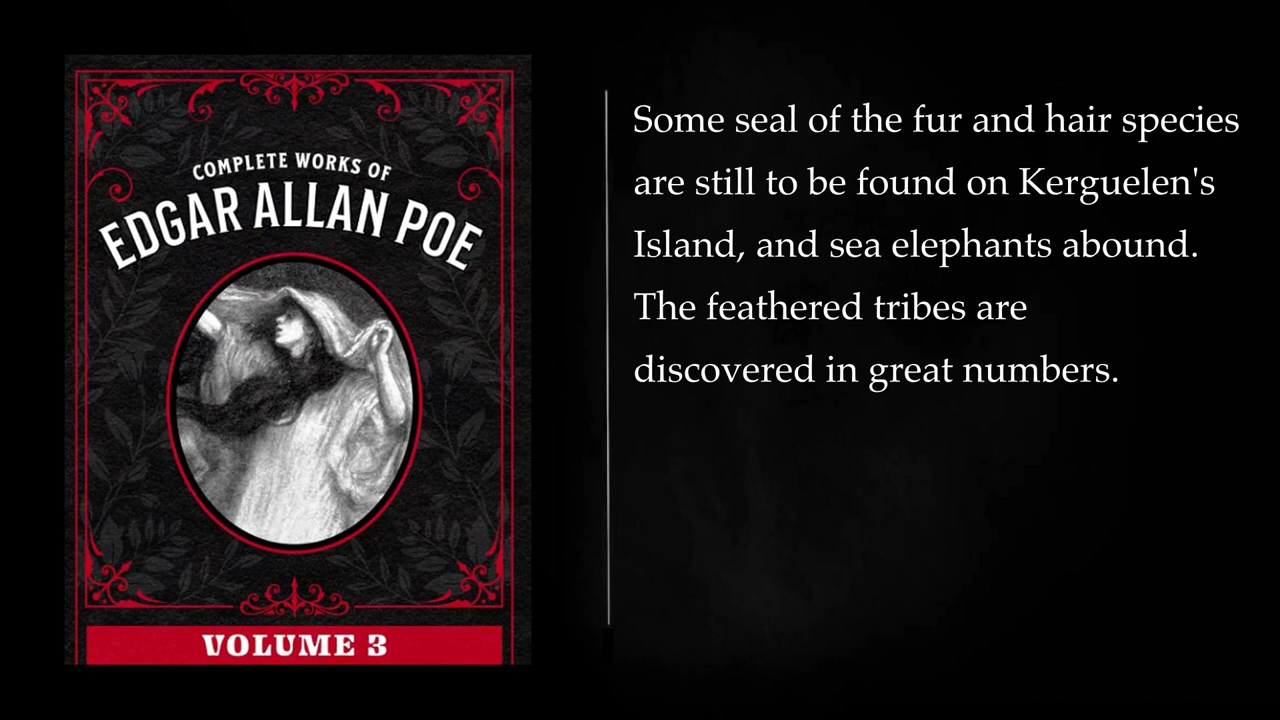 COMPLETE WORKS OF
EDGAR ALLAN POE
VOLUME 3
Some seal of the fur and hair species
are still to be found on Kerguelen's
Island, and sea elephants abound.
The feathered tribes are
discovered in great numbers.